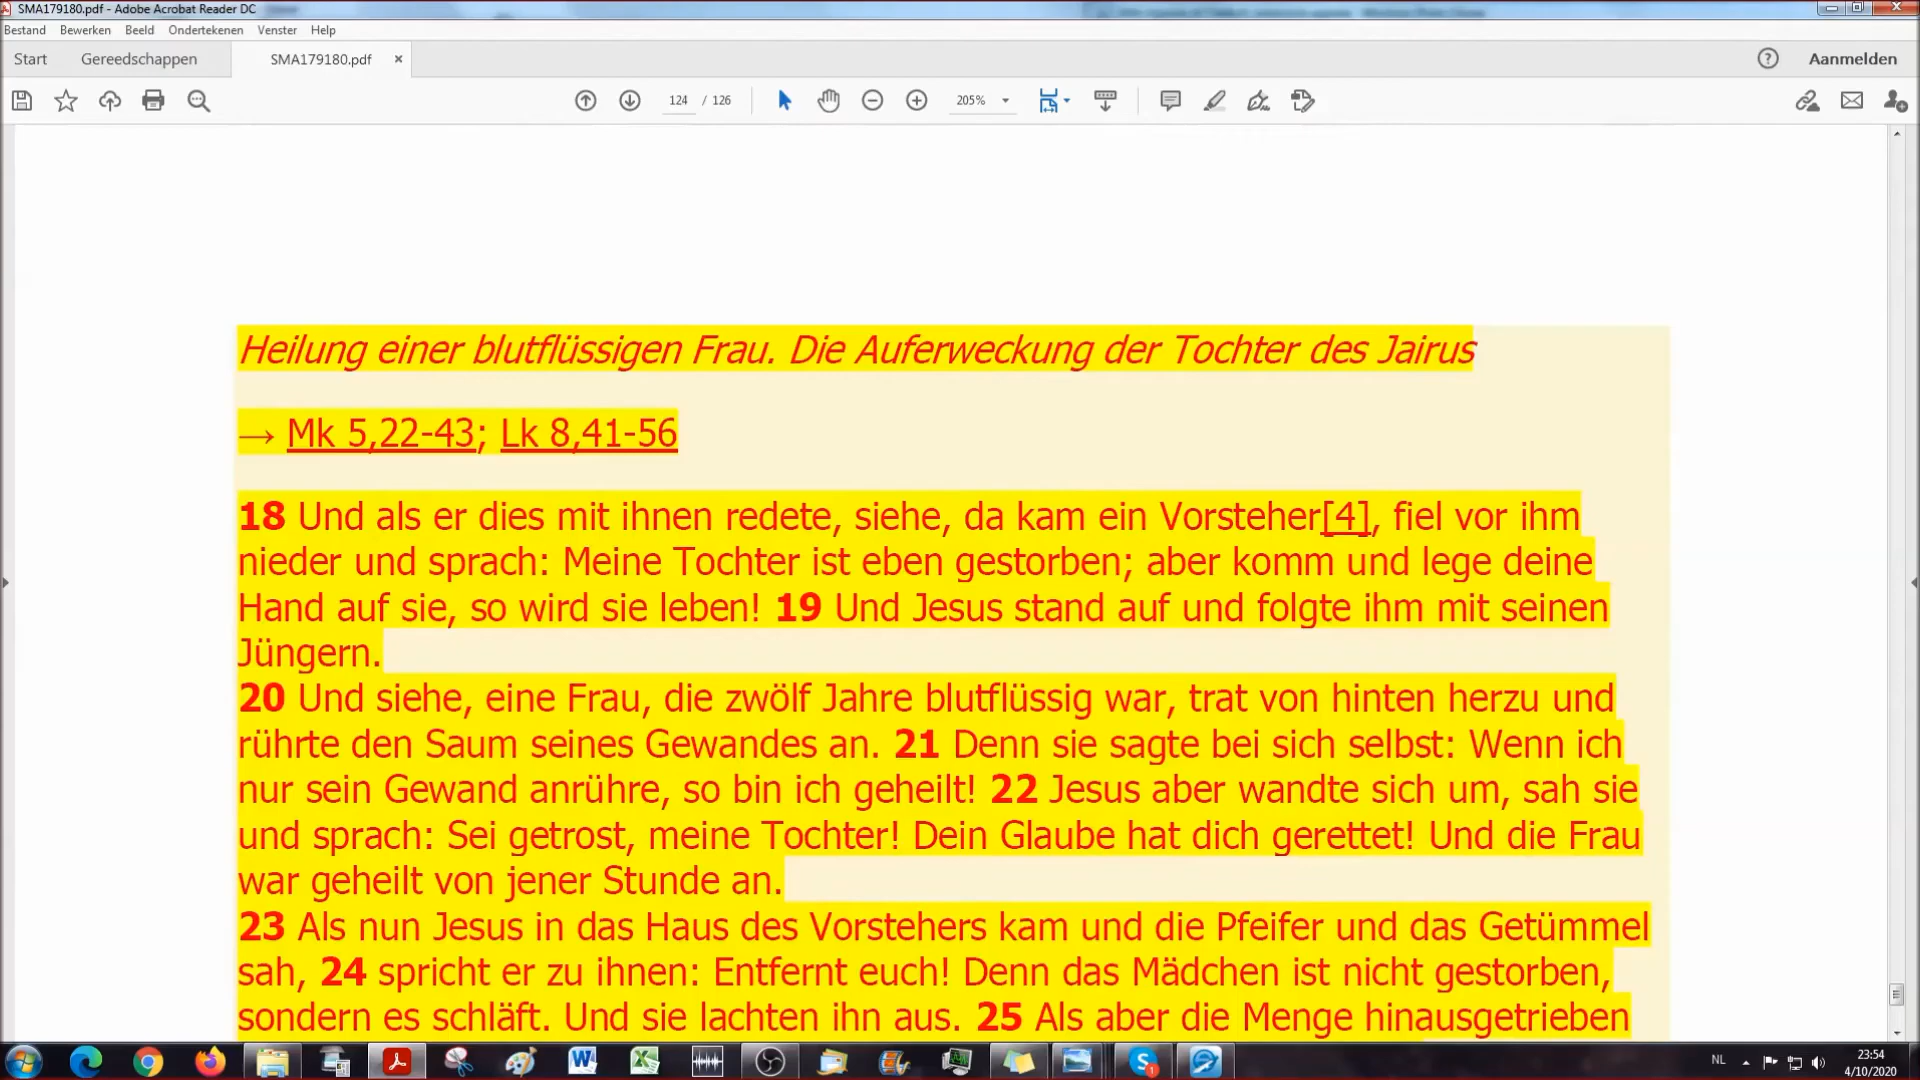 SMA179180.pdf - Adobe Acrobat Reader DC
Bestand Bewerken Beeld Ondertekenen Venster Help
Start Gereedschappen SMA179180.pdf × Aanmelden
124 / 126 205%
Heilung einer blutflüssigen Frau. Die Auferweckung der Tochter des Jairus
→ Mk 5,22-43; Lk 8,41-56
18 Und als er dies mit ihnen redete, siehe, da kam ein Vorsteher[4], fiel vor ihm
nieder und sprach: Meine Tochter ist eben gestorben; aber komm und lege deine
Hand auf sie, so wird sie leben! 19 Und Jesus stand auf und folgte ihm mit seinen
Jüngern.
20 Und siehe, eine Frau, die zwölf Jahre blutflüssig war, trat von hinten herzu und
rührte den Saum seines Gewandes an. 21 Denn sie sagte bei sich selbst: Wenn ich
nur sein Gewand anrühre, so bin ich geheilt! 22 Jesus aber wandte sich um, sah sie
und sprach: Sei getrost, meine Tochter! Dein Glaube hat dich gerettet! Und die Frau
war geheilt von jener Stunde an.
23 Als nun Jesus in das Haus des Vorstehers kam und die Pfeifer und das Getümmel
sah, 24 spricht er zu ihnen: Entfernt euch! Denn das Mädchen ist nicht gestorben,
sondern es schläft. Und sie lachten ihn aus. 25 Als aber die Menge hinausgetrieben
NL 23:54
4/10/2020